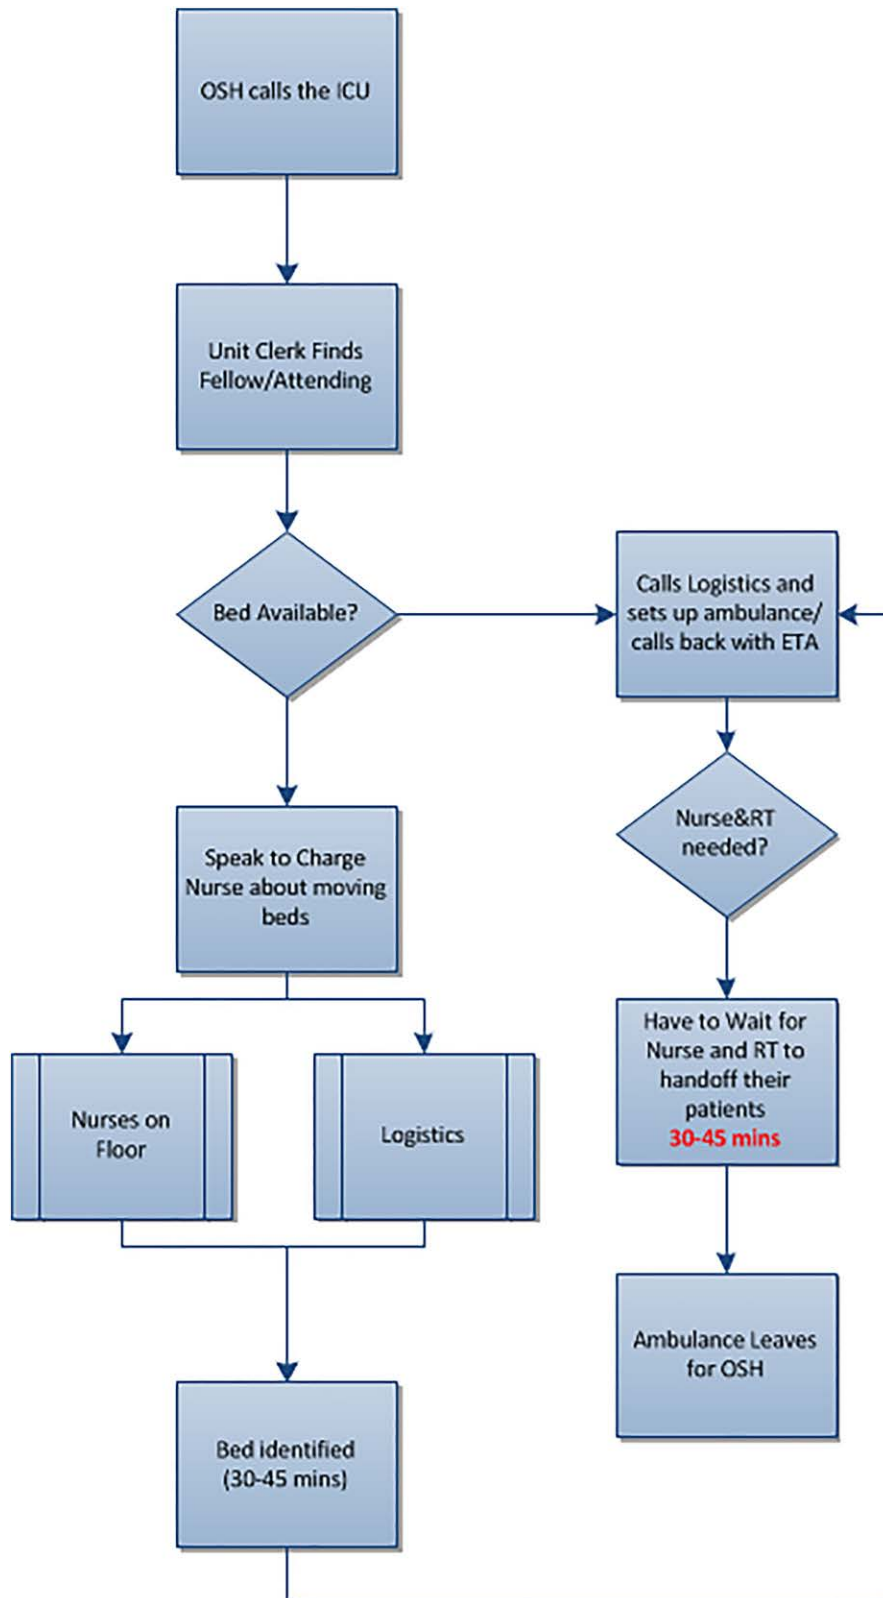 OSH calls the ICU
Unit Clerk Finds
Fellow/Attending
Bed Available?
Calls Logistics and
sets up ambulance/
calls back with ETA
Nurse&RT
needed?
Speak to Charge
Nurse about moving
beds
Have to Wait for
Nurse and RT to
handoff their
patients
30-45 mins
Nurses on
Floor
Logistics
Ambulance Leaves
for OSH
Bed identified
(30-45 mins)